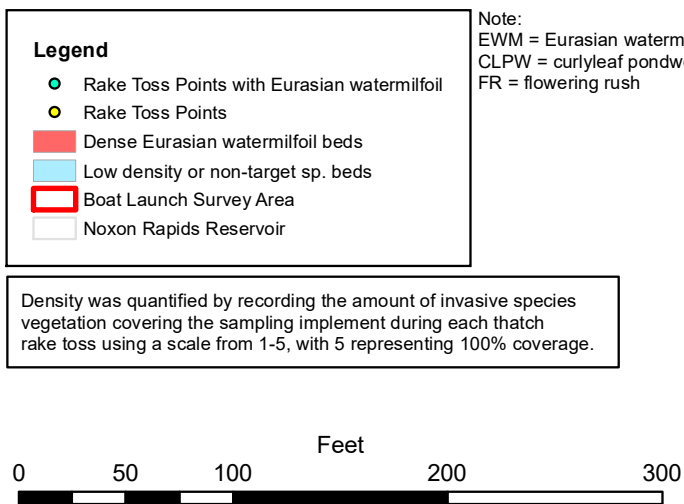 Legend
Rake Toss Points with Eurasian watermilfoil
Rake Toss Points
Dense Eurasian watermilfoil beds
Low density or non-target sp. beds
Boat Launch Survey Area
Noxon Rapids Reservoir
Note:
EWM = Eurasian waterm
CLPW = curlyleaf pondw
FR = flowering rush
Density was quantified by recording the amount of invasive species
vegetation covering the sampling implement during each thatch
rake toss using a scale from 1-5, with 5 representing 100% coverage.
Feet
0 50 100 200 300